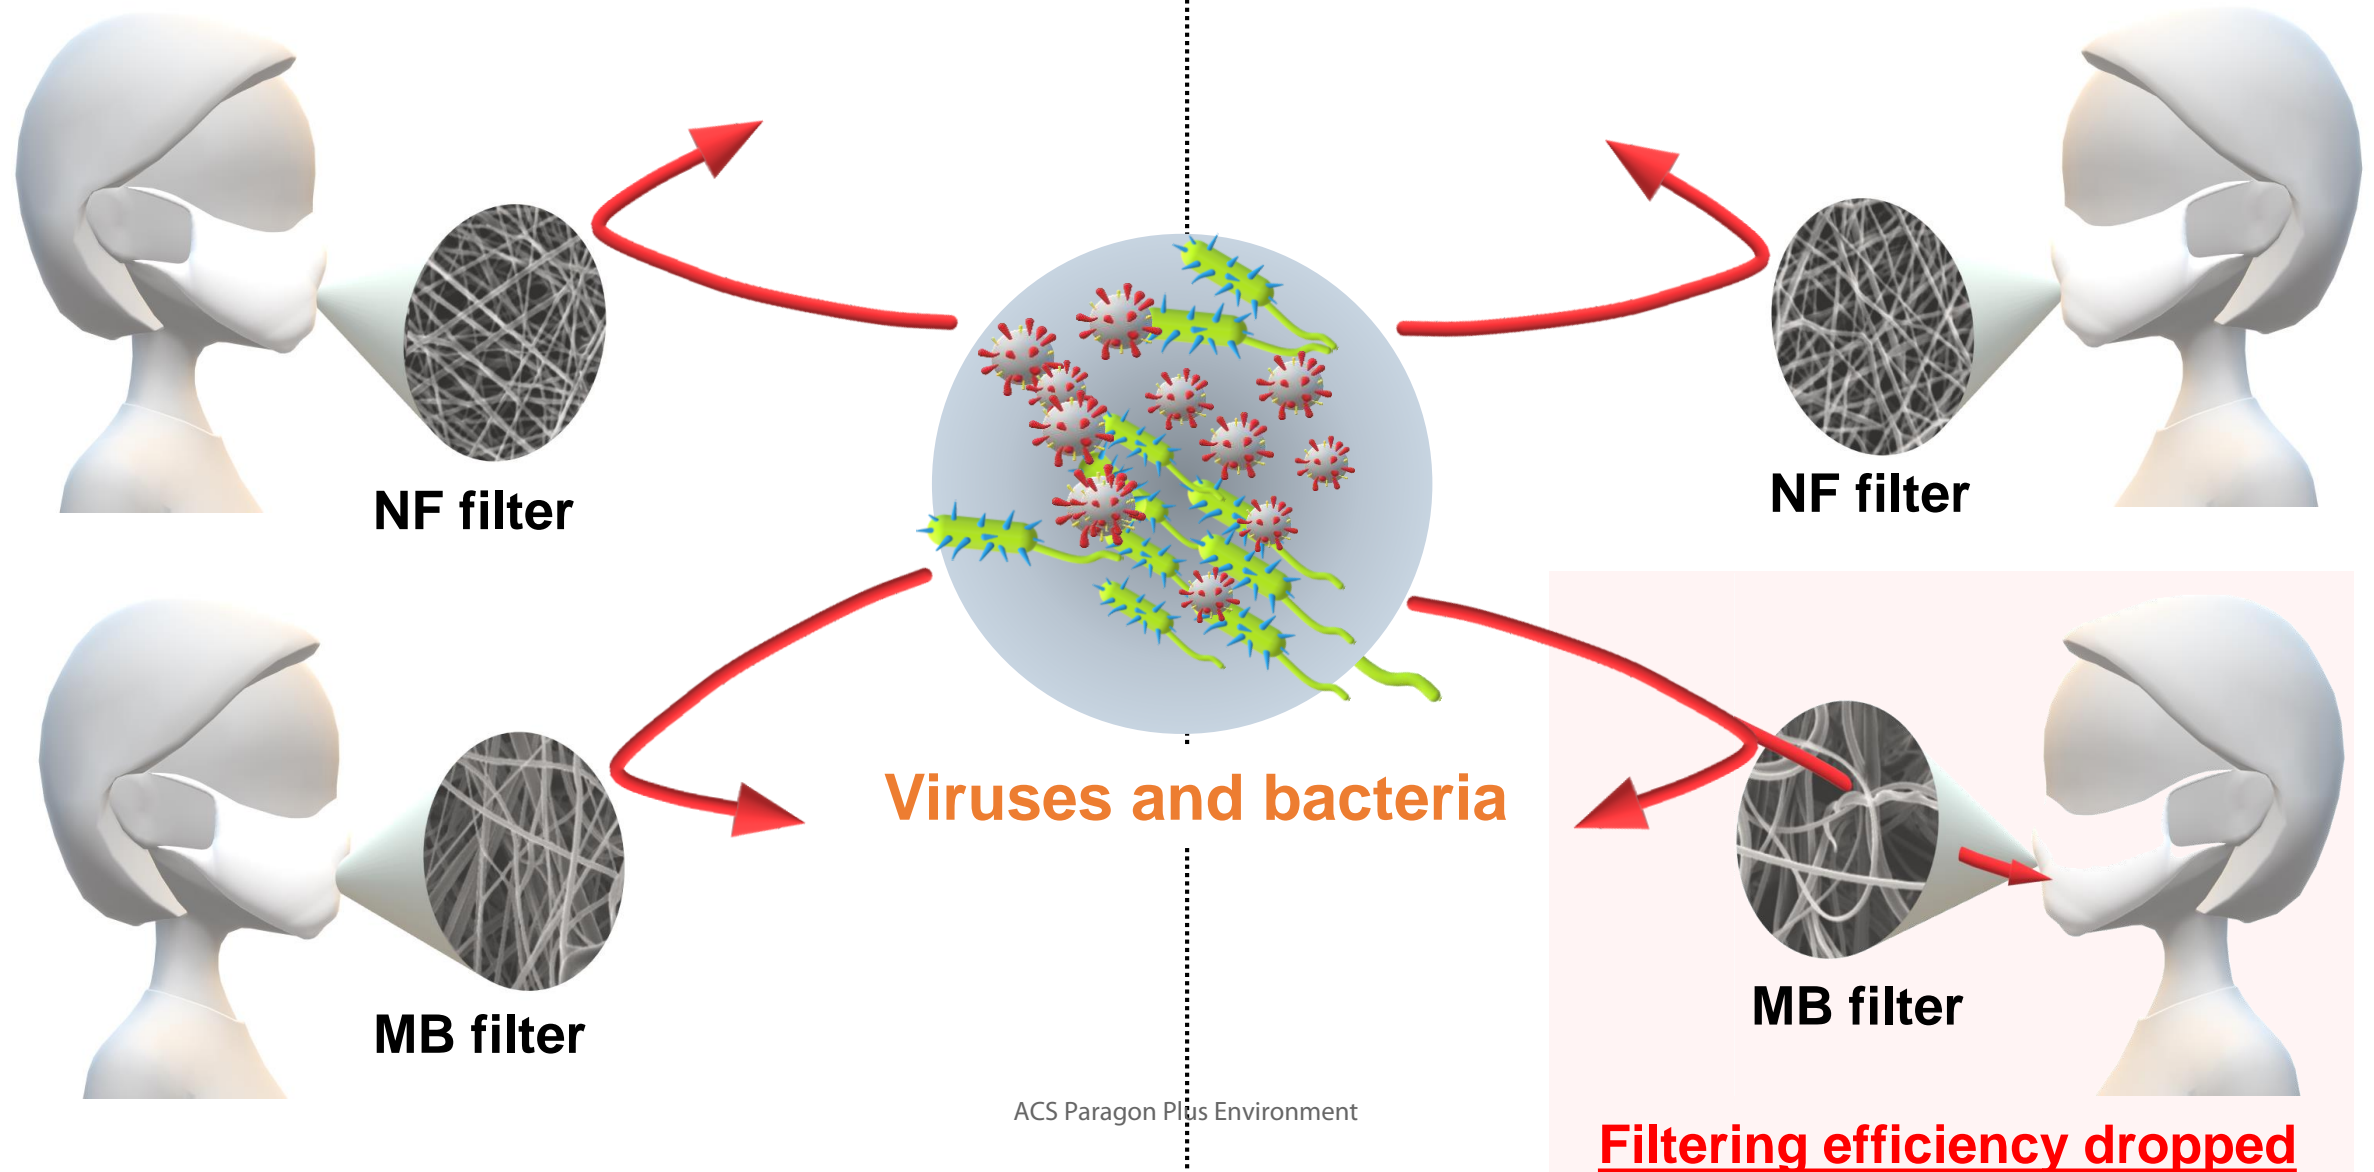 NF filter
NF filter
Viruses and bacteria
MB filter
MB filter
ACS Paragon Plus Environment
Filtering efficiency dropped